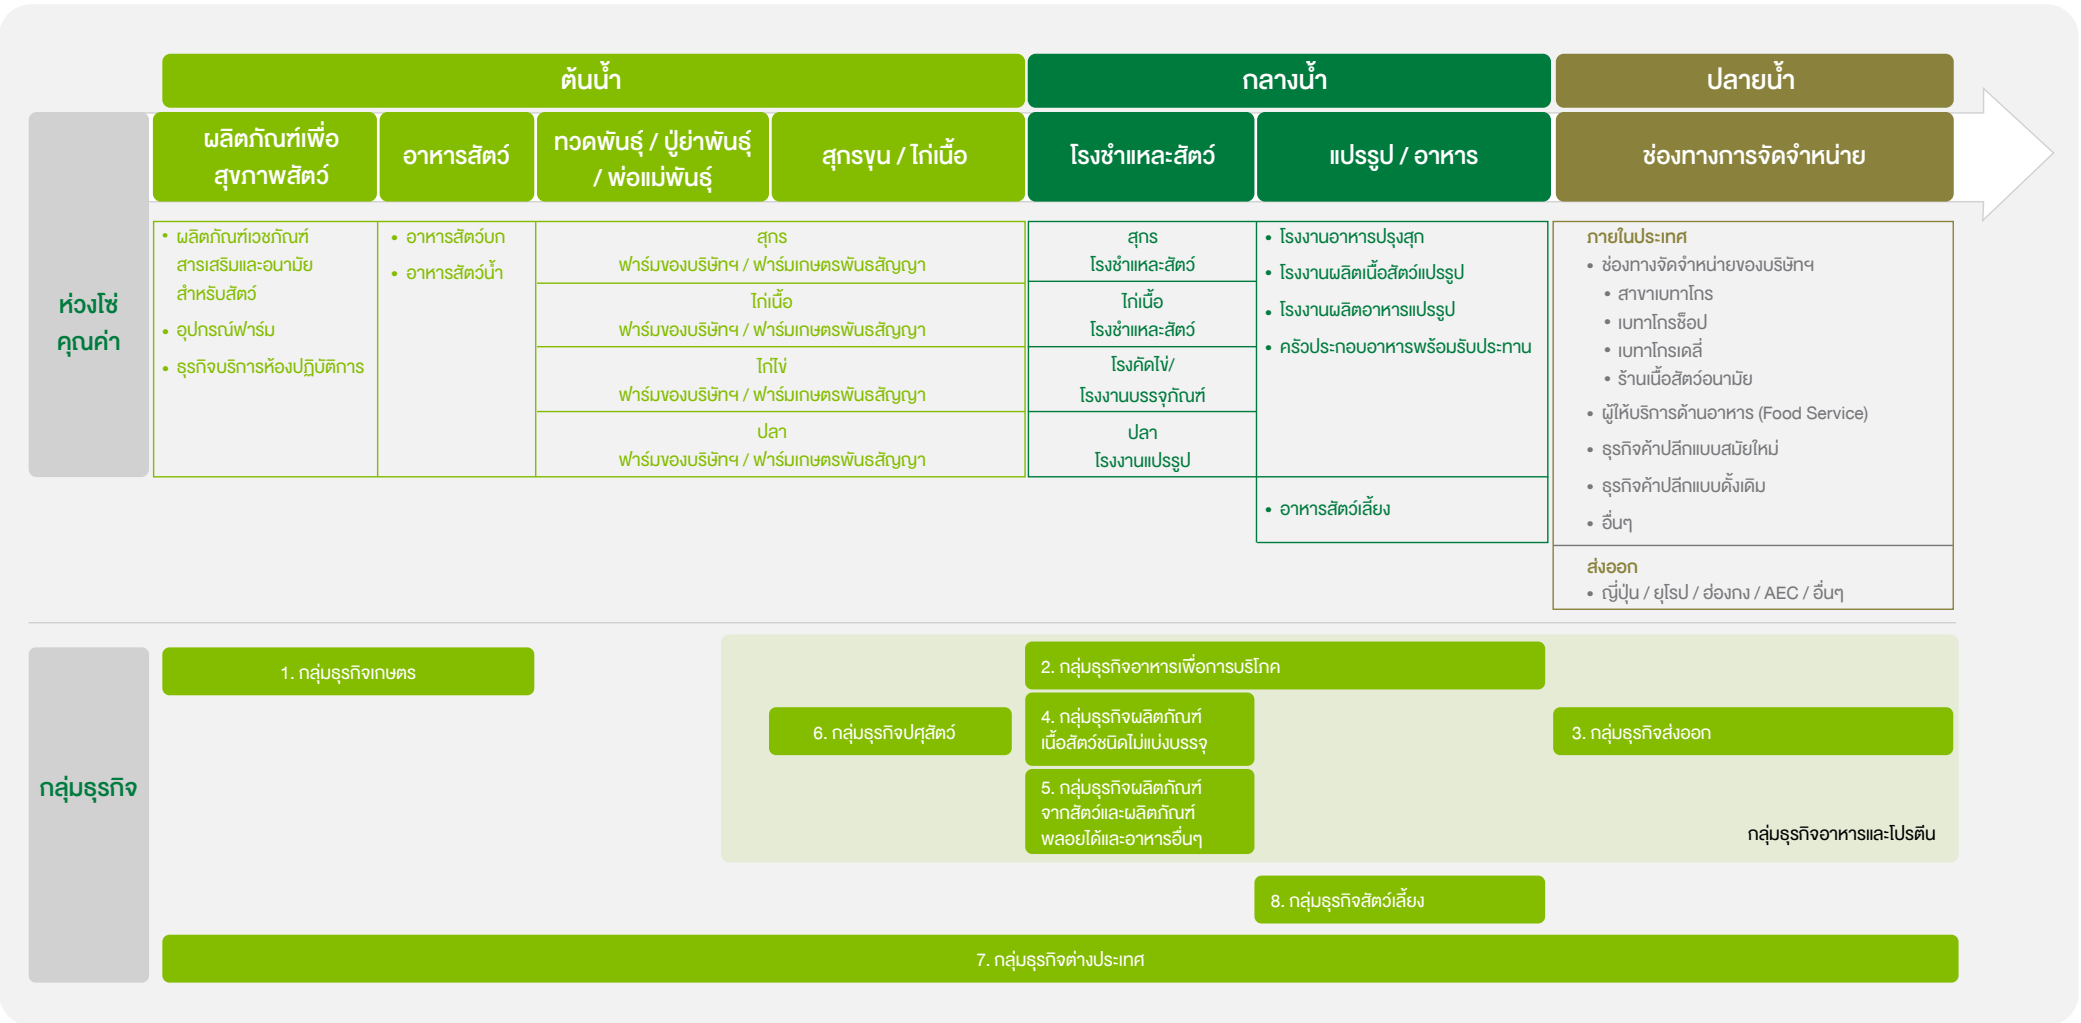 ต้นน้ำ
กลางน้ำ
ปลายน้ำ
ห่วงโซ่
คุณค่า
ผลิตภัณฑ์เพื่อ
สุขภาพสัตว์
อาหารสัตว์
ทวดพันธุ์ / ปู่ย่าพันธุ์
/ พ่อแม่พันธุ์
สุกรขุน / ไก่เนื้อ
โรงชำแหละสัตว์
แปรรูป / อาหาร
ช่องทางการจัดจำหน่าย
• ผลิตภัณฑ์เวชภัณฑ์
สารเสริมและอนามัย
สำหรับสัตว์
• อุปกรณ์ฟาร์ม
• ธุรกิจบริการห้องปฏิบัติการ
• อาหารสัตว์บก
• อาหารสัตว์น้ำ
สุกร
ฟาร์มของบริษัทฯ / ฟาร์มเกษตรพันธสัญญา
ไก่เนื้อ
ฟาร์มของบริษัทฯ / ฟาร์มเกษตรพันธสัญญา
ไก่ไข่
ฟาร์มของบริษัทฯ / ฟาร์มเกษตรพันธสัญญา
ปลา
ฟาร์มของบริษัทฯ / ฟาร์มเกษตรพันธสัญญา
สุกร
โรงชำแหละสัตว์
ไก่เนื้อ
โรงชำแหละสัตว์
โรงคัดไข่/
โรงงานบรรจุภัณฑ์
ปลา
โรงงานแปรรูป
• โรงงานอาหารปรุงสุก
• โรงงานผลิตเนื้อสัตว์แปรรูป
• โรงงานผลิตอาหารแปรรูป
• ครัวประกอบอาหารพร้อมรับประทาน
• อาหารสัตว์เลี้ยง
ภายในประเทศ
• ช่องทางจัดจำหน่ายของบริษัทฯ
• สาขาเบทาโกร
• เบทาโกรช็อป
• เบทาโกรเดลี่
• ร้านเนื้อสัตว์อนามัย
• ผู้ให้บริการด้านอาหาร (Food Service)
• ธุรกิจค้าปลีกแบบสมัยใหม่
• ธุรกิจค้าปลีกแบบดั้งเดิม
• อื่นๆ
ส่งออก
• ญี่ปุ่น / ยุโรป / ฮ่องกง / AEC / อื่นๆ
กลุ่มธุรกิจ
1. กลุ่มธุรกิจเกษตร
2. กลุ่มธุรกิจอาหารเพื่อการบริโภค
6. กลุ่มธุรกิจปศุสัตว์
4. กลุ่มธุรกิจผลิตภัณฑ์
เนื้อสัตว์ชนิดไม่แบ่งบรรจุ
3. กลุ่มธุรกิจส่งออก
5. กลุ่มธุรกิจผลิตภัณฑ์
จากสัตว์และผลิตภัณฑ์
พลอยได้และอาหารอื่นๆ
กลุ่มธุรกิจอาหารและโปรตีน
8. กลุ่มธุรกิจสัตว์เลี้ยง
7. กลุ่มธุรกิจต่างประเทศ